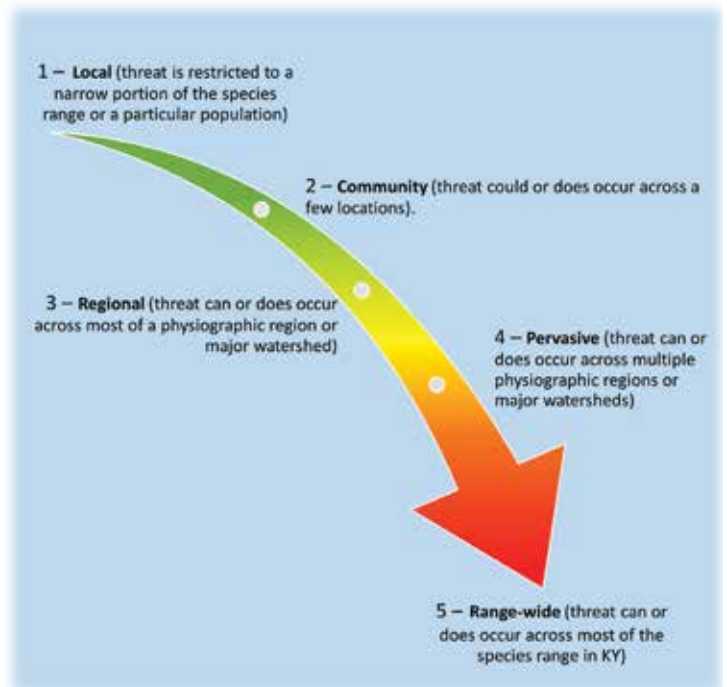 1 – Local (threat is restricted to a
narrow portion of the species
range or a particular population)
2 – Community (threat could or does occur across a
few locations).
3 – Regional (threat can or does occur
across most of a physiographic region or
major watershed)
4 – Pervasive (threat can or
does occur across multiple
physiographic regions or
major watersheds)
5 – Range-wide (threat can or
does occur across most of the
species range in KY)